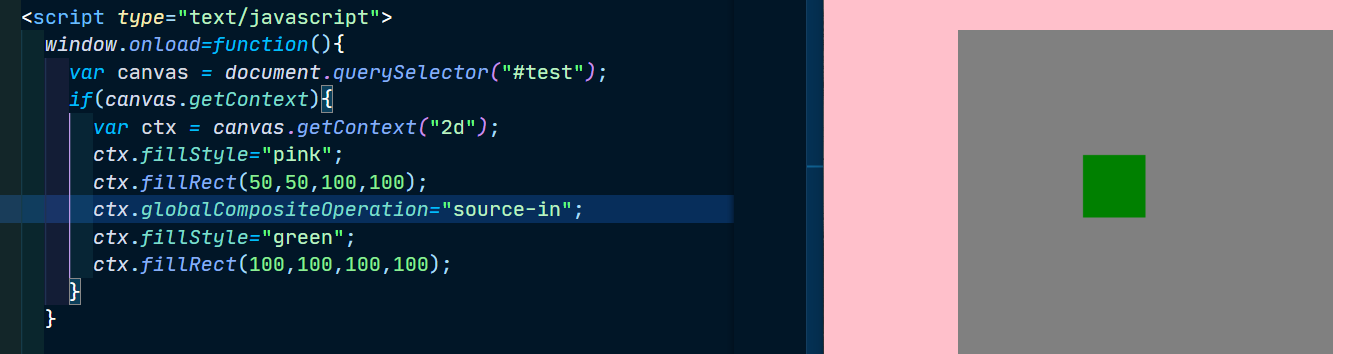 <script type="text/javascript">
window.onload=function(){
var canvas = document.querySelector("#test");
if(canvas.getContext){
var ctx = canvas.getContext("2d");
ctx.fillStyle="pink";
ctx.fillRect(50,50,100,100);
ctx.globalCompositeOperation="source-in";
ctx.fillStyle="green";
ctx.fillRect(100,100,100,100);
}
}